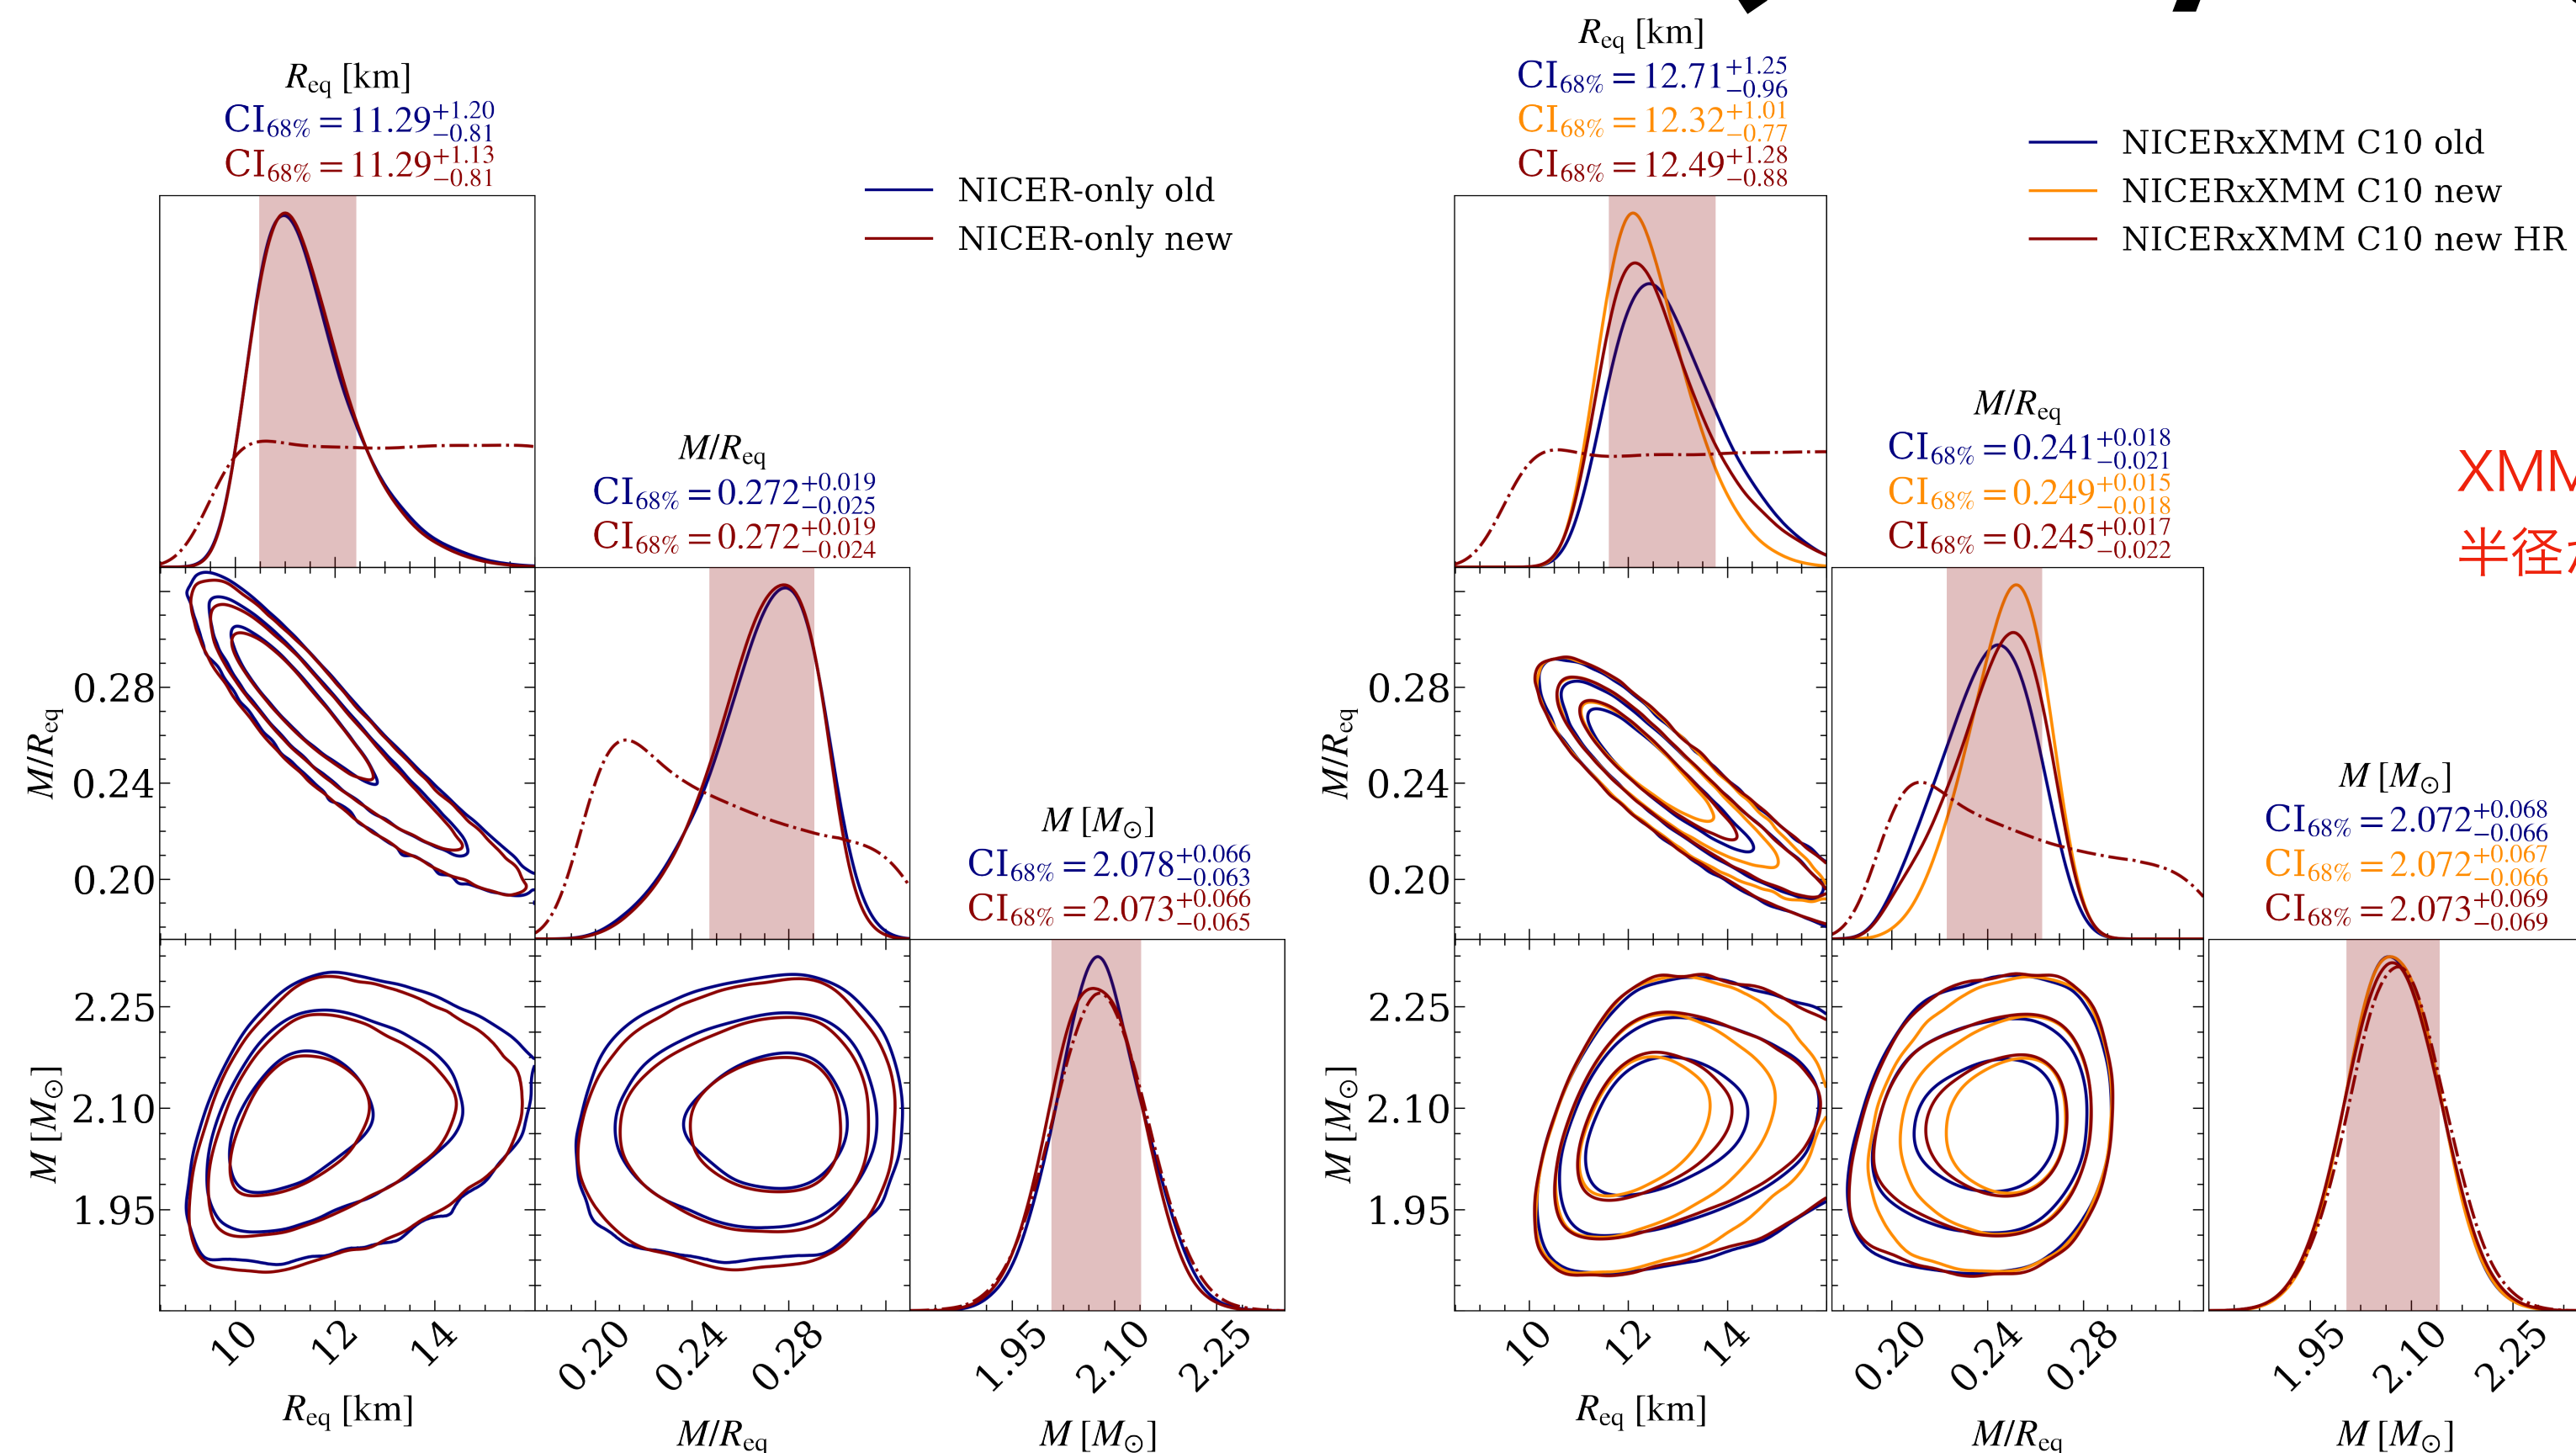 R_eq [km]
CI_68% = 11.29 +1.20 −0.81
CI_68% = 11.29 +1.13 −0.81
NICER-only old
NICER-only new
M/R_eq
CI_68% = 0.272 +0.019 −0.025
CI_68% = 0.272 +0.019 −0.024
M [M⊙]
CI_68% = 2.078 +0.066 −0.063
CI_68% = 2.073 +0.066 −0.065
M/R_eq
0.28
0.24
0.20
M [M⊙]
2.25
2.10
1.95
10 12 14
0.20 0.24 0.28
1.95 2.10 2.25
R_eq [km]
M/R_eq
M [M⊙]
R_eq [km]
CI_68% = 12.71 +1.25 −0.96
CI_68% = 12.32 +1.01 −0.77
CI_68% = 12.49 +1.28 −0.88
NICERxXMM C10 old
NICERxXMM C10 new
NICERxXMM C10 new HR
M/R_eq
CI_68% = 0.241 +0.018 −0.021
CI_68% = 0.249 +0.015 −0.018
CI_68% = 0.245 +0.017 −0.022
XMM
半径
M [M⊙]
CI_68% = 2.072 +0.068 −0.066
CI_68% = 2.072 +0.067 −0.066
CI_68% = 2.073 +0.069 −0.069
M/R_eq
0.28
0.24
0.20
M [M⊙]
2.25
2.10
1.95
10 12 14
0.20 0.24 0.28
1.95 2.10 2.25
R_eq [km]
M/R_eq
M [M⊙]